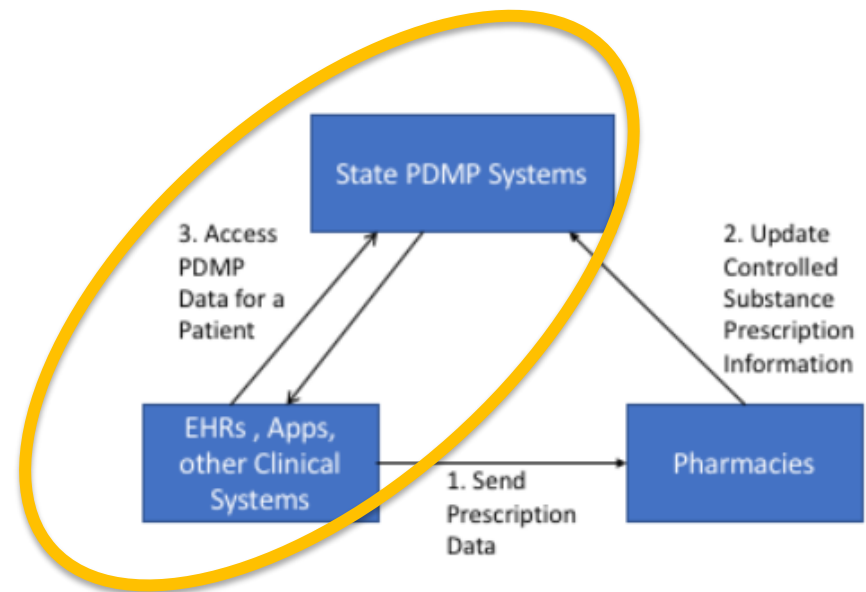 State PDMP Systems
3. Access
PDMP
Data for a
Patient
2. Update
Controlled
Substance
Prescription
Information
EHRs , Apps,
other Clinical
Systems
1. Send
Prescription
Data
Pharmacies